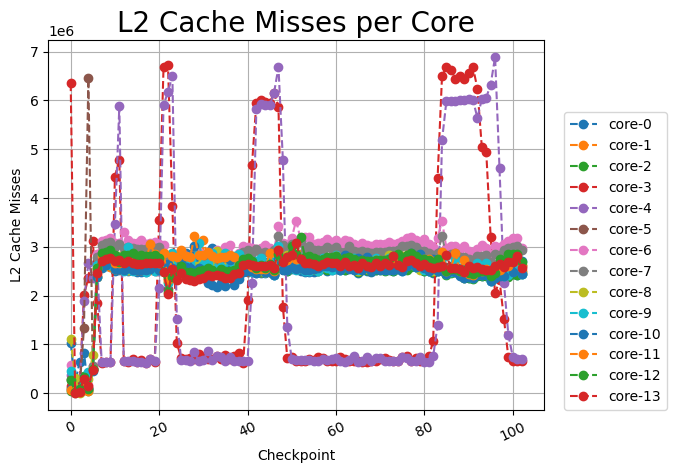 L2 Cache Misses per Core
1e6
7
6
5
4
3
2
1
0
L2 Cache Misses
0 20 40 60 80 100
Checkpoint
core-0
core-1
core-2
core-3
core-4
core-5
core-6
core-7
core-8
core-9
core-10
core-11
core-12
core-13